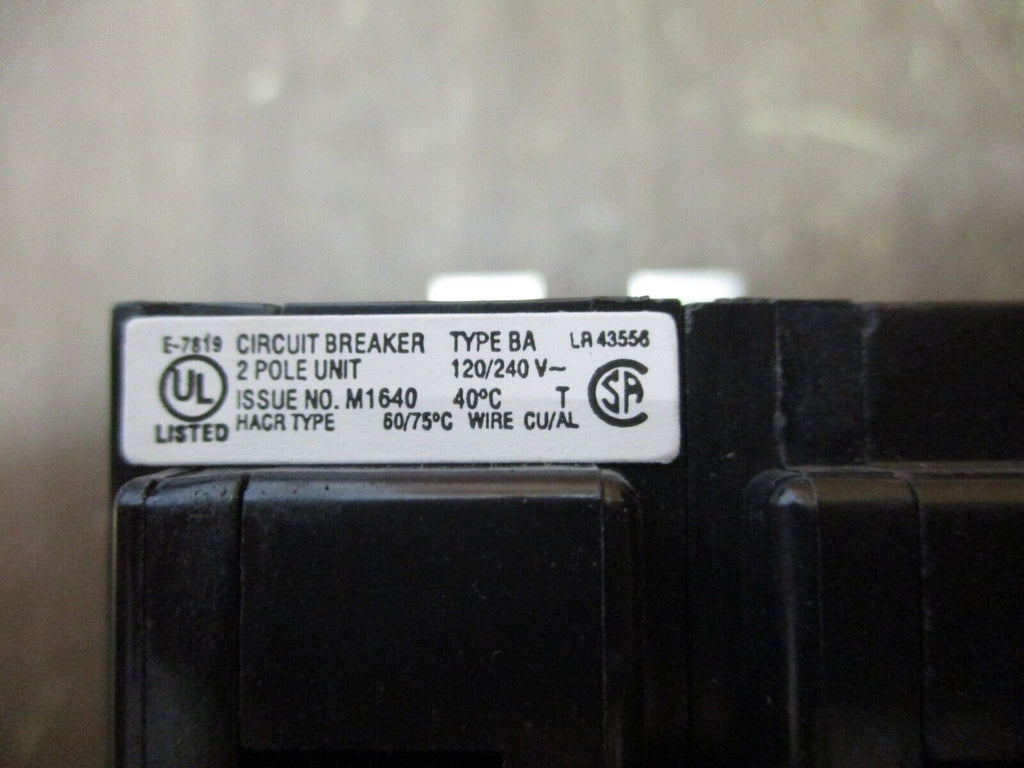 E-7819 CIRCUIT BREAKER TYPE BA LR 43556
UL 2 POLE UNIT 120/240 V~ SA
ISSUE NO. M1640 40°C T
LISTED HACR TYPE 60/75°C WIRE CU/AL